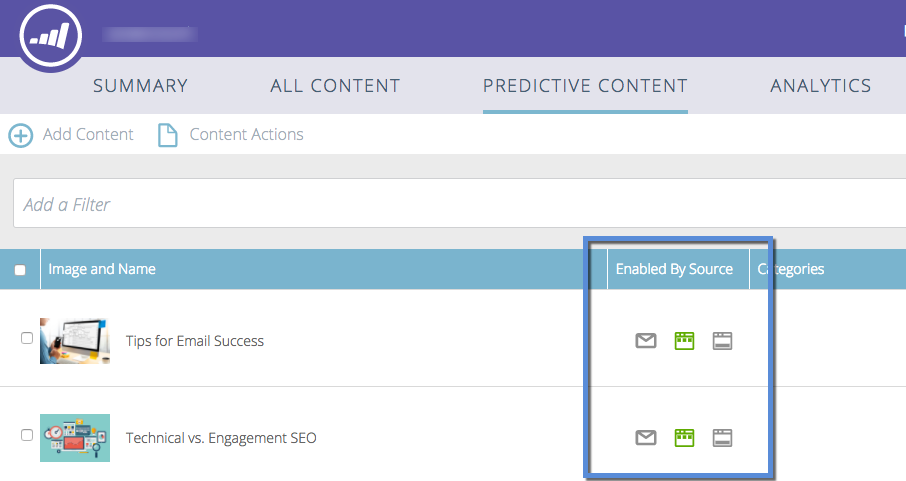 SUMMARY ALL CONTENT PREDICTIVE CONTENT ANALYTICS
Add Content Content Actions
Add a Filter
Image and Name Enabled By Source Categories
Tips for Email Success
Technical vs. Engagement SEO